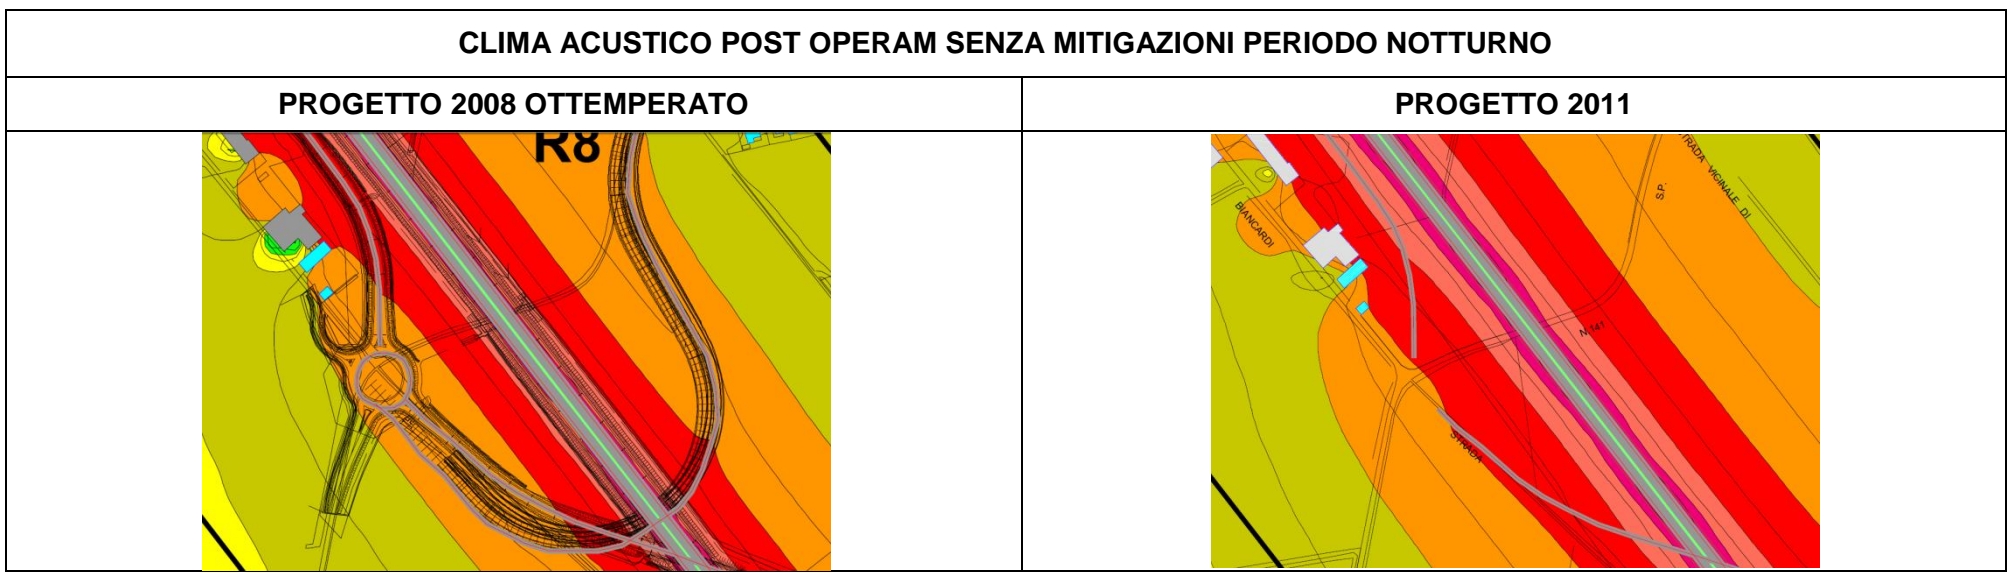 CLIMA ACUSTICO POST OPERAM SENZA MITIGAZIONI PERIODO NOTTURNO
PROGETTO 2008 OTTEMPERATO
PROGETTO 2011
R8
STRADA VICINALE DI
S.P.
BIANCARDI
N.141
STRADA